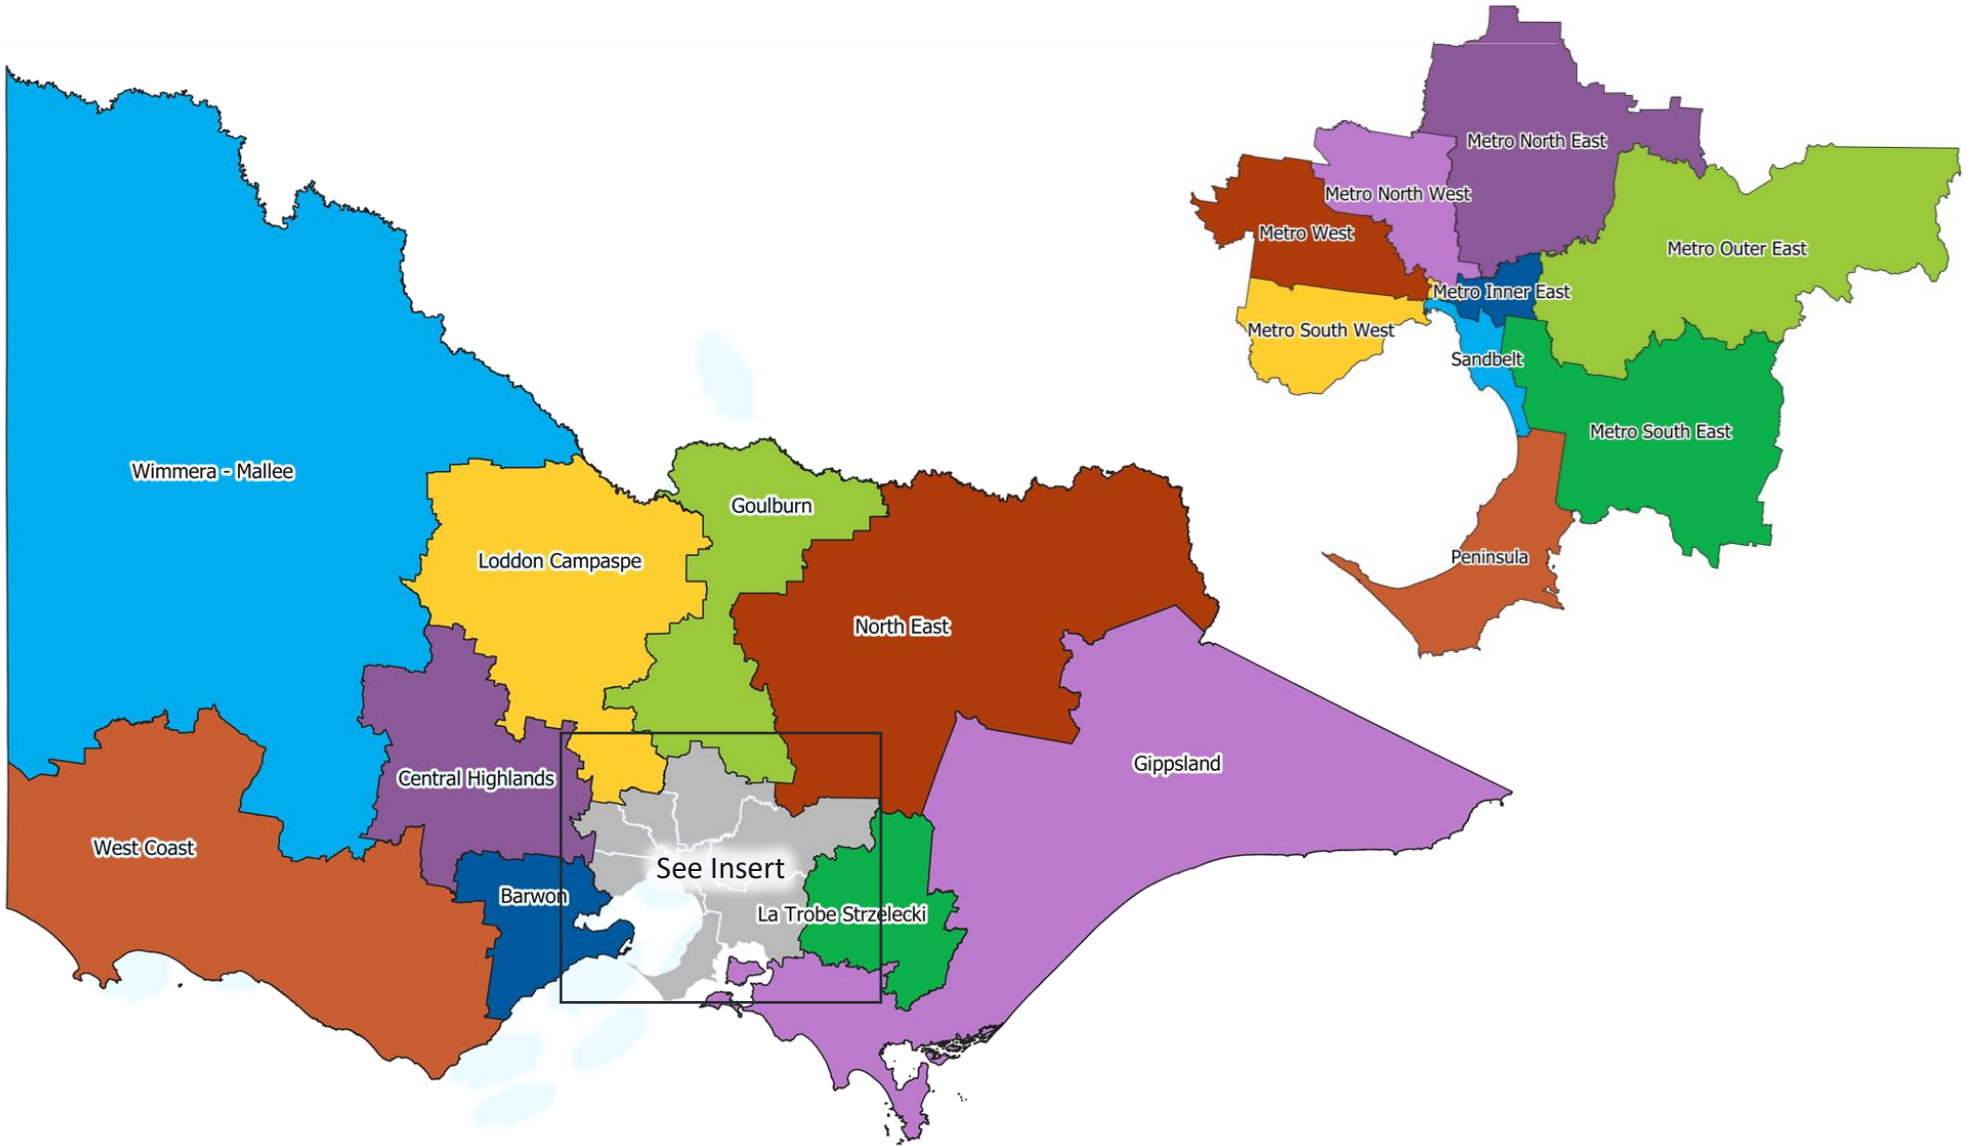 Wimmera - Mallee
Loddon Campaspe
Goulburn
North East
Gippsland
Central Highlands
West Coast
Barwon
See Insert
La Trobe Strzelecki
Metro North East
Metro North West
Metro West
Metro Outer East
Metro Inner East
Metro South West
Sandbelt
Metro South East
Peninsula